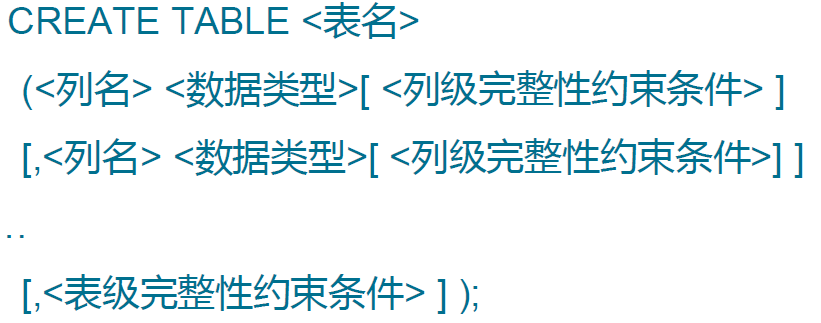 CREATE TABLE <表名>
(<列名> <数据类型>[ <列级完整性约束条件> ]
[,<列名> <数据类型>[ <列级完整性约束条件>] ]
..
[,<表级完整性约束条件> ] );